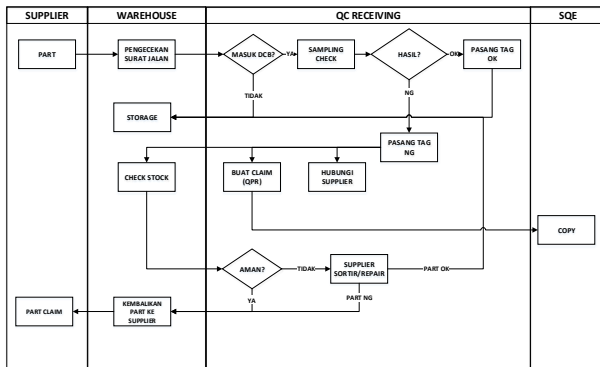 SUPPLIER
WAREHOUSE
QC RECEIVING
SQE
PART
PENGECEKAN
SURAT JALAN
MASUK DCB?
YA
SAMPLING
CHECK
HASIL?
OK
PASANG TAG
OK
TIDAK
NG
STORAGE
PASANG TAG
NG
CHECK STOCK
BUAT CLAIM
(QPR)
HUBUNGI
SUPPLIER
COPY
AMAN?
TIDAK
SUPPLIER
SORTIR/REPAIR
PART OK
YA
PART NG
PART CLAIM
KEMBALIKAN
PART KE
SUPPLIER